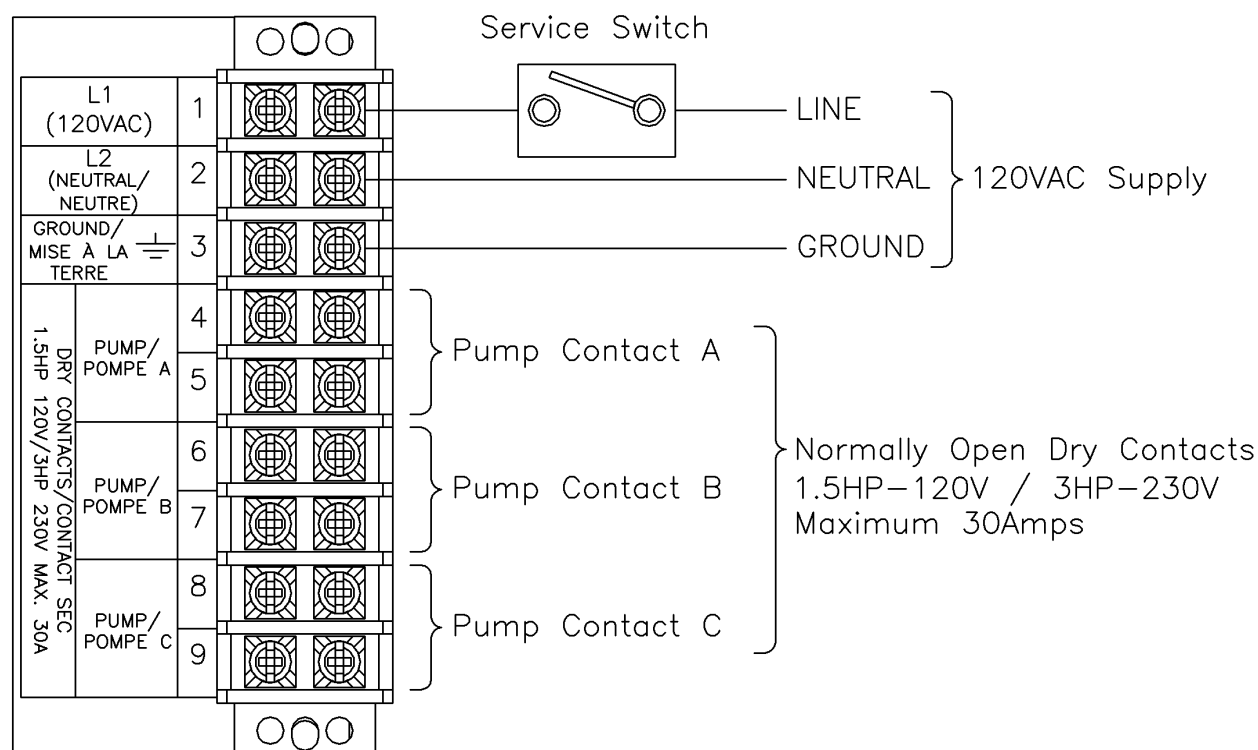 Service Switch
L1
(120VAC)
1
LINE
L2
(NEUTRAL/
NEUTRE)
2
NEUTRAL
120VAC Supply
GROUND/
MISE À LA
TERRE
3
GROUND
DRY CONTACTS/CONTACT SEC
1.5HP 120V/3HP 230V MAX. 30A
PUMP/
POMPE A
4
5
Pump Contact A
PUMP/
POMPE B
6
7
Pump Contact B
Normally Open Dry Contacts
1.5HP-120V / 3HP-230V
Maximum 30Amps
PUMP/
POMPE C
8
9
Pump Contact C